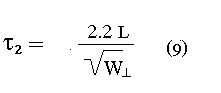 τ₂ = 2.2 L / √W⊥ (9)